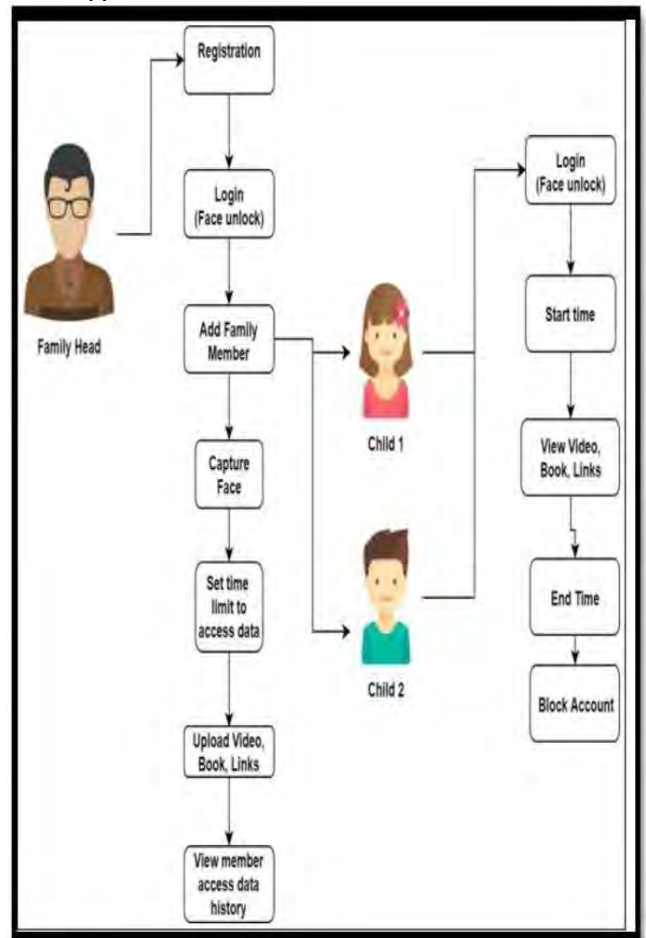 Registration
Login
(Face unlock)
Family Head
Add Family
Member
Capture
Face
Set time
limit to
access data
Upload Video,
Book, Links
View member
access data
history
Child 1
Child 2
Login
(Face unlock)
Start time
View Video,
Book, Links
End Time
Block Account